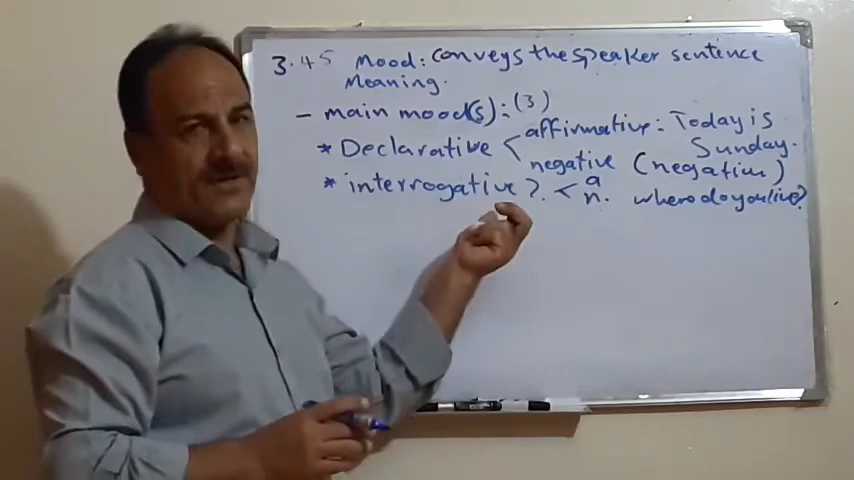 3.45 Mood: Conveys the speaker sentence
Meaning.
- main mood(s): (3)
* Declarative < affirmative: Today is
Sunday.
negative (negative)
* interrogative ? < a
n. where do you live?